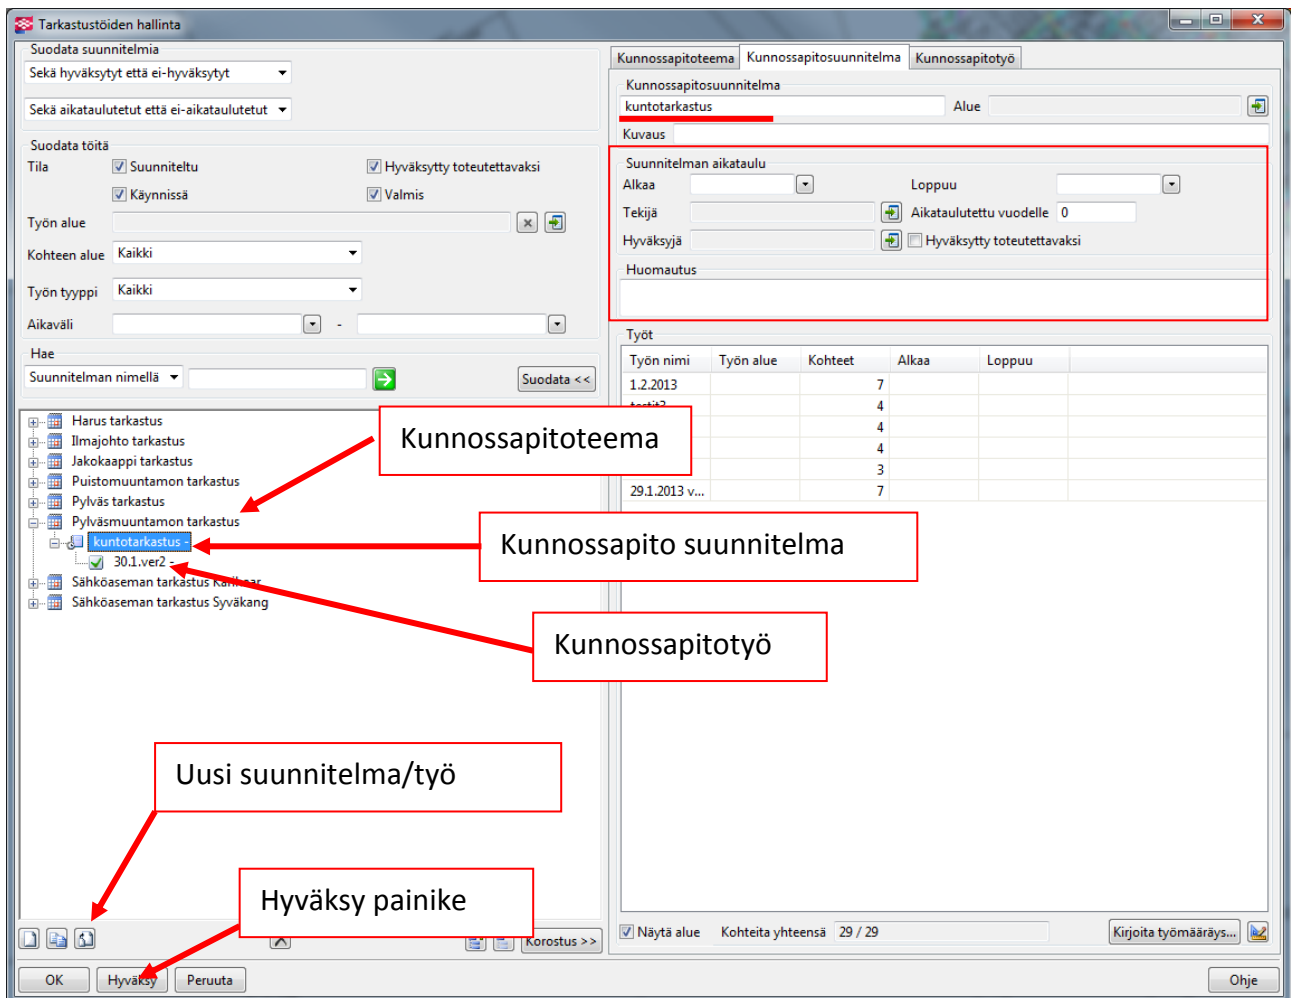 Tarkastustöiden hallinta
Suodata suunnitelmia
Sekä hyväksytyt että ei-hyväksytyt
Sekä aikataulutetut että ei-aikataulutetut
Suodata töitä
Tila Suunniteltu Hyväksytty toteutettavaksi
Käynnissä Valmis
Työn alue
Kohteen alue Kaikki
Työn tyyppi Kaikki
Aikaväli -
Hae
Suunnitelman nimellä Suodata <<
Harus tarkastus
Ilmajohto tarkastus
Jakokaappi tarkastus
Puistomuuntamon tarkastus
Pylväs tarkastus
Pylväsmuuntamon tarkastus
kuntotarkastus -
30.1.ver2 -
Sähköaseman tarkastus
Sähköaseman tarkastus Syväkang
Kunnossapitoteema
Kunnossapito suunnitelma
Kunnossapitotyö
Uusi suunnitelma/työ
Hyväksy painike
Korostus >>
OK Hyväksy Peruuta
Kunnossapitoteema Kunnossapitosuunnitelma Kunnossapitotyö
Kunnossapitosuunnitelma
kuntotarkastus Alue
Kuvaus
Suunnitelman aikataulu
Alkaa Loppuu
Tekijä Aikataulutettu vuodelle 0
Hyväksyjä Hyväksytty toteutettavaksi
Huomautus
Työt
Työn nimi Työn alue Kohteet Alkaa Loppuu
1.2.2013 7
4
4
4
3
29.1.2013 v... 7
Näytä alue Kohteita yhteensä 29 / 29 Kirjoita työmääräys...
Ohje